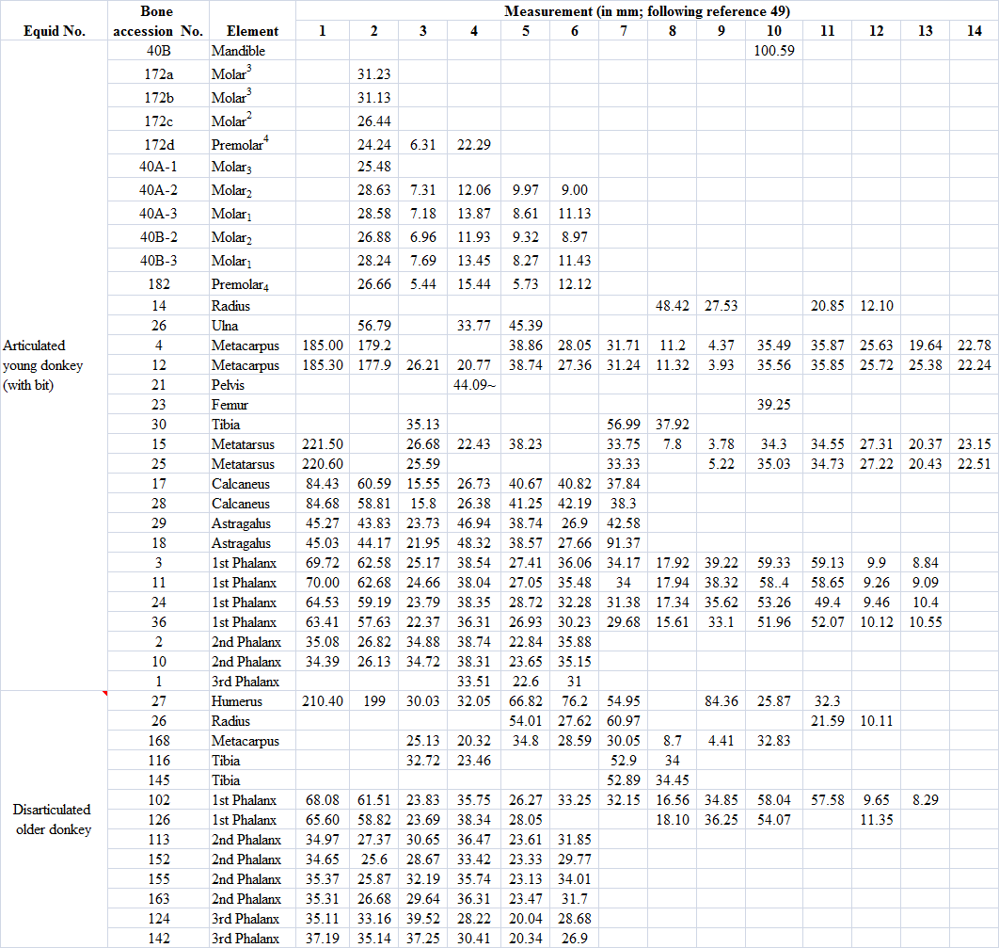 Measurement (in mm; following reference 49)
Equid No. Bone accession No. Element 1 2 3 4 5 6 7 8 9 10 11 12 13 14
Articulated young donkey (with bit)
40B Mandible 100.59
172a Molar³ 31.23
172b Molar³ 31.13
172c Molar² 26.44
172d Premolar⁴ 24.24 6.31 22.29
40A-1 Molar₃ 25.48
40A-2 Molar₂ 28.63 7.31 12.06 9.97 9.00
40A-3 Molar₁ 28.58 7.18 13.87 8.61 11.13
40B-2 Molar₂ 26.88 6.96 11.93 9.32 8.97
40B-3 Molar₁ 28.24 7.69 13.45 8.27 11.43
182 Premolar₄ 26.66 5.44 15.44 5.73 12.12
14 Radius 48.42 27.53 20.85 12.10
26 Ulna 56.79 33.77 45.39
4 Metacarpus 185.00 179.2 38.86 28.05 31.71 11.2 4.37 35.49 35.87 25.63 19.64 22.78
12 Metacarpus 185.30 177.9 26.21 20.77 38.74 27.36 31.24 11.32 3.93 35.56 35.85 25.72 25.38 22.24
21 Pelvis 44.09~
23 Femur 39.25
30 Tibia 35.13 56.99 37.92
15 Metatarsus 221.50 26.68 22.43 38.23 33.75 7.8 3.78 34.3 34.55 27.31 20.37 23.15
25 Metatarsus 220.60 25.59 33.33 5.22 35.03 34.73 27.22 20.43 22.51
17 Calcaneus 84.43 60.59 15.55 26.73 40.67 40.82 37.84
28 Calcaneus 84.68 58.81 15.8 26.38 41.25 42.19 38.3
29 Astragalus 45.27 43.83 23.73 46.94 38.74 26.9 42.58
18 Astragalus 45.03 44.17 21.95 48.32 38.57 27.66 91.37
3 1st Phalanx 69.72 62.58 25.17 38.54 27.41 36.06 34.17 17.92 39.22 59.33 59.13 9.9 8.84
11 1st Phalanx 70.00 62.68 24.66 38.04 27.05 35.48 34 17.94 38.32 58..4 58.65 9.26 9.09
24 1st Phalanx 64.53 59.19 23.79 38.35 28.72 32.28 31.38 17.34 35.62 53.26 49.4 9.46 10.4
36 1st Phalanx 63.41 57.63 22.37 36.31 26.93 30.23 29.68 15.61 33.1 51.96 52.07 10.12 10.55
2 2nd Phalanx 35.08 26.82 34.88 38.74 22.84 35.88
10 2nd Phalanx 34.39 26.13 34.72 38.31 23.65 35.15
1 3rd Phalanx 33.51 22.6 31
Disarticulated older donkey
27 Humerus 210.40 199 30.03 32.05 66.82 76.2 54.95 84.36 25.87 32.3
26 Radius 54.01 27.62 60.97 21.59 10.11
168 Metacarpus 25.13 20.32 34.8 28.59 30.05 8.7 4.41 32.83
116 Tibia 32.72 23.46 52.9 34
145 Tibia 52.89 34.45
102 1st Phalanx 68.08 61.51 23.83 35.75 26.27 33.25 32.15 16.56 34.85 58.04 57.58 9.65 8.29
126 1st Phalanx 65.60 58.82 23.69 38.34 28.05 18.10 36.25 54.07 11.35
113 2nd Phalanx 34.97 27.37 30.65 36.47 23.61 31.85
152 2nd Phalanx 34.65 25.6 28.67 33.42 23.33 29.77
155 2nd Phalanx 35.37 25.87 32.19 35.74 23.13 34.01
163 2nd Phalanx 35.31 26.68 29.64 36.31 23.47 31.7
124 3rd Phalanx 35.11 33.16 39.52 28.22 20.04 28.68
142 3rd Phalanx 37.19 35.14 37.25 30.41 20.34 26.9